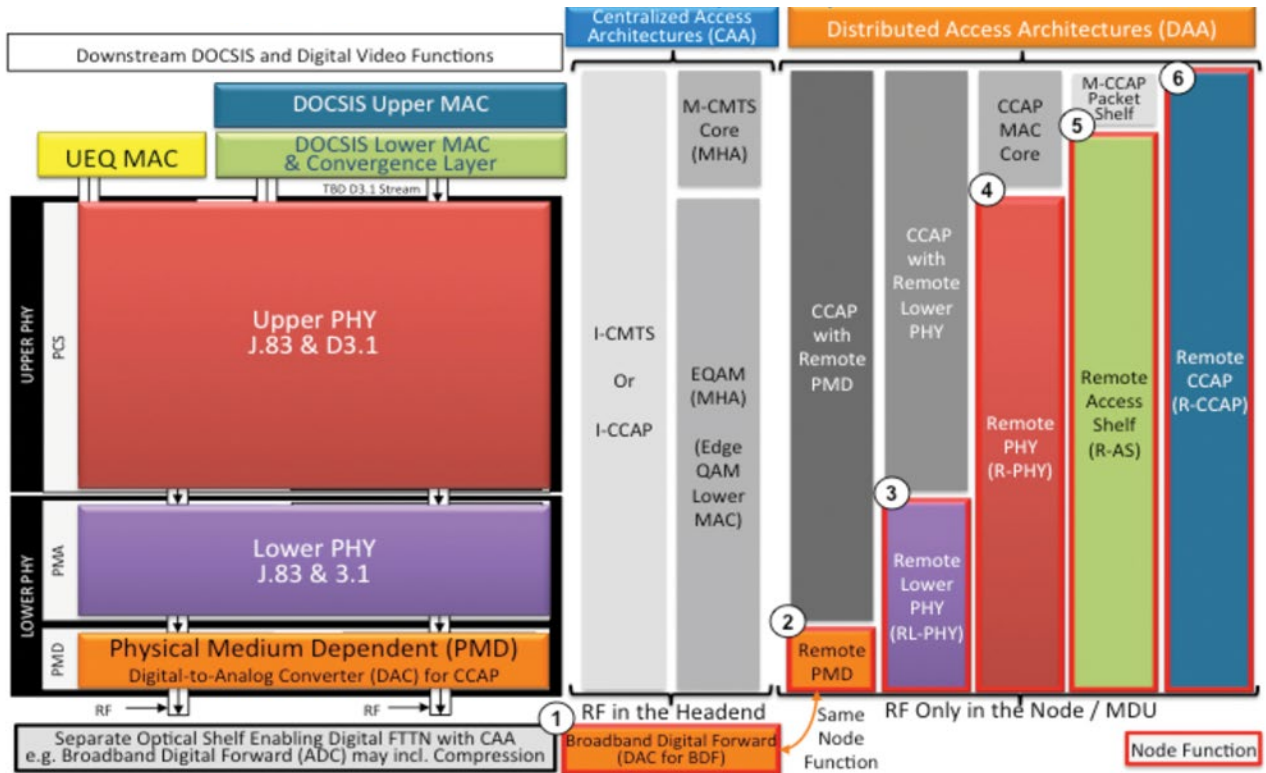 Centralized Access
Architectures (CAA)
Distributed Access Architectures (DAA)
Downstream DOCSIS and Digital Video Functions
DOCSIS Upper MAC
UEQ MAC
DOCSIS Lower MAC
& Convergence Layer
TBD D3.1 Stream
UPPER PHY
PCS
Upper PHY
J.83 & D3.1
LOWER PHY
PMA
Lower PHY
J.83 & 3.1
PMD
Physical Medium Dependent (PMD)
Digital-to-Analog Converter (DAC) for CCAP
RF
RF
Separate Optical Shelf Enabling Digital FTTN with CAA
e.g. Broadband Digital Forward (ADC) may incl. Compression
I-CMTS
Or
I-CCAP
M-CMTS
Core
(MHA)
EQAM
(MHA)
(Edge
QAM
Lower
MAC)
RF in the Headend
1
Broadband Digital Forward
(DAC for BDF)
CCAP
with
Remote
PMD
2
Remote
PMD
Same
Node
Function
CCAP
with
Remote
Lower
PHY
3
Remote
Lower
PHY
(RL-PHY)
CCAP
MAC
Core
4
Remote
PHY
(R-PHY)
M-CCAP
Packet
Shelf
5
Remote
Access
Shelf
(R-AS)
6
Remote
CCAP
(R-CCAP)
RF Only in the Node / MDU
Node Function